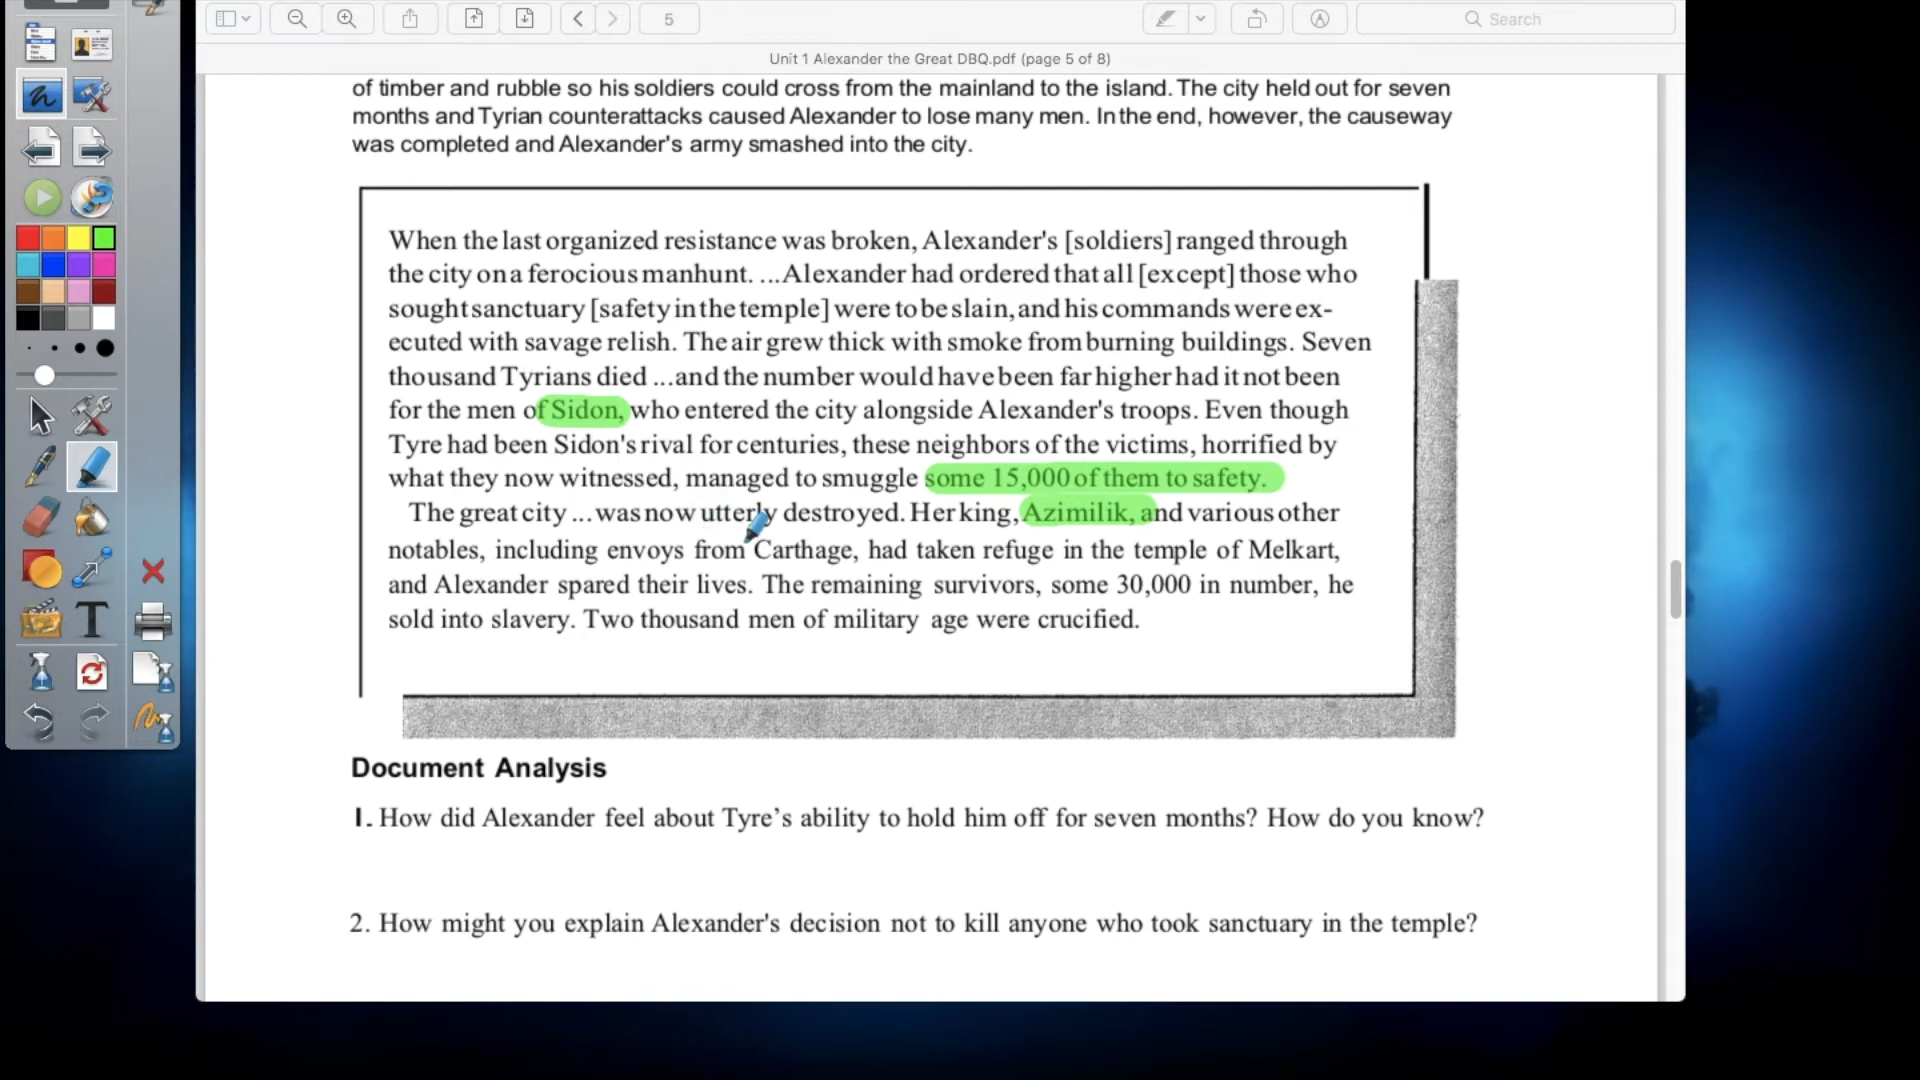 5
Search
Unit 1 Alexander the Great DBQ.pdf (page 5 of 8)
of timber and rubble so his soldiers could cross from the mainland to the island. The city held out for seven
months and Tyrian counterattacks caused Alexander to lose many men. In the end, however, the causeway
was completed and Alexander's army smashed into the city.
When the last organized resistance was broken, Alexander's [soldiers] ranged through
the city on a ferocious manhunt. ...Alexander had ordered that all [except] those who
sought sanctuary [safety in the temple] were to be slain, and his commands were ex-
ecuted with savage relish. The air grew thick with smoke from burning buildings. Seven
thousand Tyrians died ...and the number would have been far higher had it not been
for the men of Sidon, who entered the city alongside Alexander's troops. Even though
Tyre had been Sidon's rival for centuries, these neighbors of the victims, horrified by
what they now witnessed, managed to smuggle some 15,000 of them to safety.
The great city ... was now utterly destroyed. Her king, Azimilik, and various other
notables, including envoys from Carthage, had taken refuge in the temple of Melkart,
and Alexander spared their lives. The remaining survivors, some 30,000 in number, he
sold into slavery. Two thousand men of military age were crucified.
Document Analysis
1. How did Alexander feel about Tyre's ability to hold him off for seven months? How do you know?
2. How might you explain Alexander's decision not to kill anyone who took sanctuary in the temple?